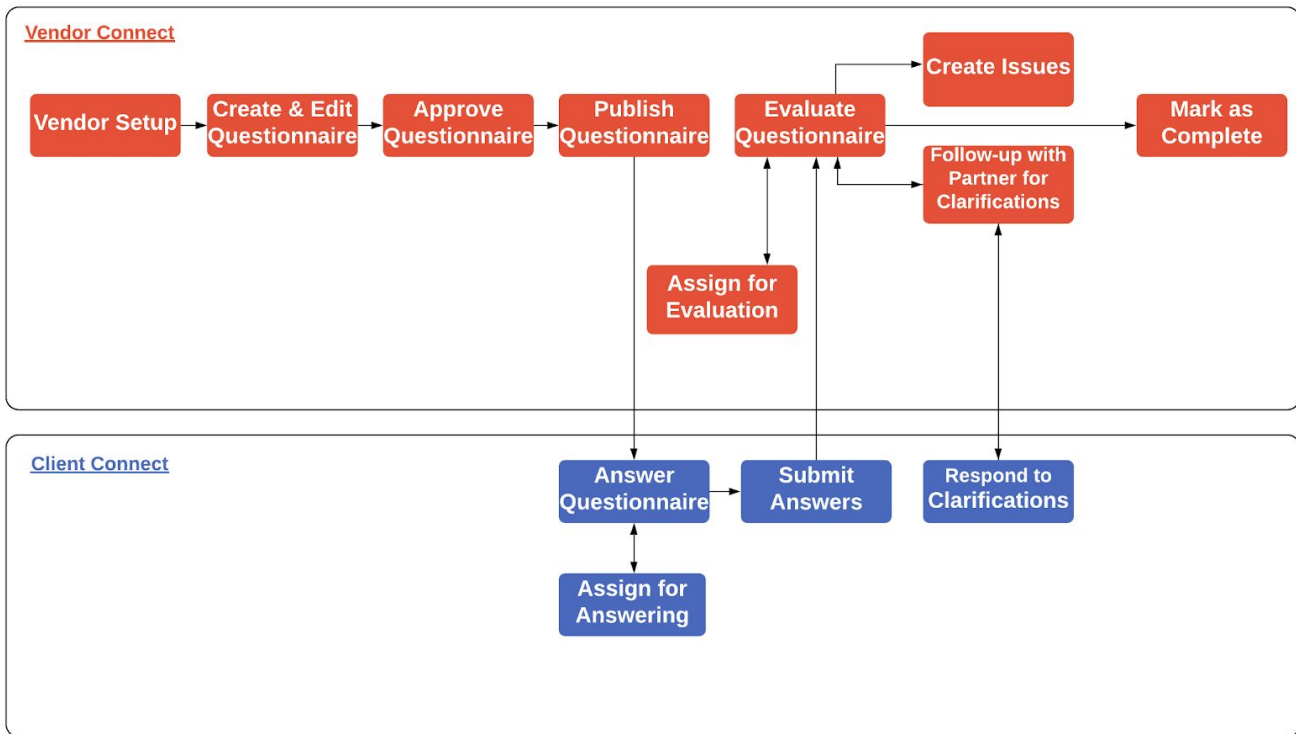 Vendor Connect
Vendor Setup
Create & Edit
Questionnaire
Approve
Questionnaire
Publish
Questionnaire
Evaluate
Questionnaire
Create Issues
Mark as
Complete
Follow-up with
Partner for
Clarifications
Assign for
Evaluation
Client Connect
Answer
Questionnaire
Submit
Answers
Respond to
Clarifications
Assign for
Answering